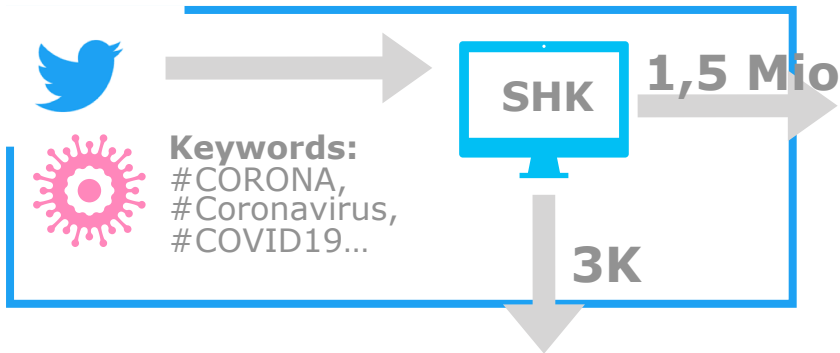 1,5 Mio
SHK
Keywords:
#CORONA,
#Coronavirus,
#COVID19…
3K